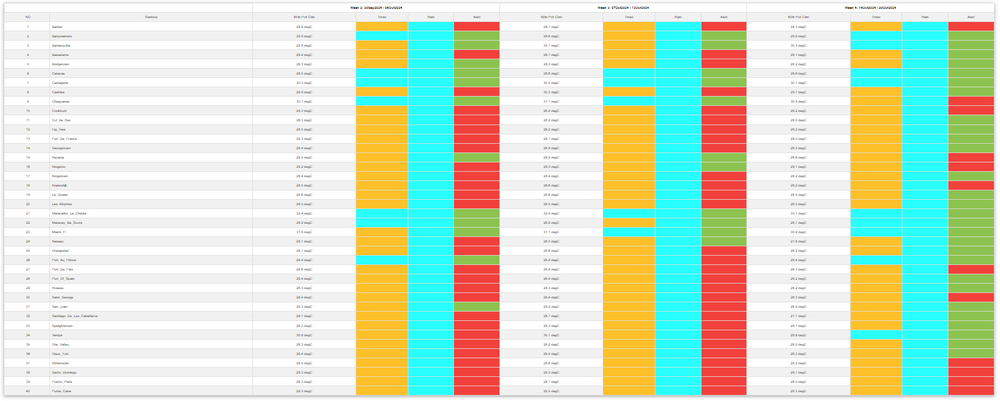 Week 2: 30Sep2024 - 06Oct2024 Week 3: 07Oct2024 - 13Oct2024 Week 4: 14Oct2024 - 20Oct2024
NO Stations 80th Pctl Clim Tmax Rain Alert 80th Pctl Clim Tmax Rain Alert 80th Pctl Clim Tmax Rain Alert
1 Barber 28.8 degC 28.7 degC 28.3 degC
2 Barquisimeto 29.9 degC 29.6 degC 29.9 degC
3 Barranquilla 29.8 degC 30.1 degC 30.3 degC
4 Basseterre 28.4 degC 28.1 degC 28.1 degC
5 Bridgetown 28.3 degC 28.3 degC 28.2 degC
6 Caracas 28.5 degC 28.6 degC 28.6 degC
7 Cartagena 30.3 degC 30.5 degC 30.7 degC
8 Castries 29.9 degC 30.3 degC 29.7 degC
9 Chaguanas 30.7 degC 31.1 degC 30.9 degC
10 Cockburn 28.3 degC 28.2 degC 28.2 degC
11 Cul_de_Sac 28.3 degC 28.2 degC 28.0 degC
12 Fig_Tree 28.5 degC 28.2 degC 28.2 degC
13 Fort_De_France 29.3 degC 29.1 degC 29.0 degC
14 Georgetown 28.4 degC 28.4 degC 28.3 degC
15 Havana 29.5 degC 28.9 degC 28.6 degC
16 Kingston 29.2 degC 29.3 degC 29.1 degC
17 Kingstown 28.4 degC 28.4 degC 28.2 degC
18 Kralendijk 28.5 degC 28.6 degC 28.2 degC
19 Le_Gosier 28.6 degC 28.6 degC 28.5 degC
20 Les_Abymes 28.5 degC 28.5 degC 28.3 degC
21 Maracaibo_La_Chinita 32.4 degC 32.9 degC 33.1 degC
22 Maracay_Ba_Sucre 28.9 degC 28.8 degC 28.7 degC
23 Miami_Fl 31.8 degC 31.1 degC 30.9 degC
24 Nassau 28.1 degC 28.0 degC 27.8 degC
25 Oranjestad 28.7 degC 28.6 degC 28.2 degC
26 Port_Au_Prince 28.4 degC 28.4 degC 28.4 degC
27 Port_De_Paix 28.6 degC 28.4 degC 28.3 degC
28 Port_Of_Spain 28.4 degC 28.4 degC 28.2 degC
29 Roseau 28.3 degC 28.3 degC 28.2 degC
30 Saint_George 28.4 degC 28.4 degC 28.3 degC
31 San_Juan 29.3 degC 29.2 degC 28.9 degC
32 Santiago_De_Los_Caballeros 28.1 degC 28.1 degC 27.7 degC
33 Speightstown 28.3 degC 28.3 degC 28.1 degC
34 Tampa 30.8 degC 30.1 degC 29.8 degC
35 The_Valley 28.3 degC 28.2 degC 28.0 degC
36 Vieux_Fort 28.4 degC 28.4 degC 28.3 degC
37 Willemstad 28.5 degC 28.6 degC 28.2 degC
38 Santo_Domingo 29.3 degC 29.3 degC 29.1 degC
39 Puerto_Plata 28.3 degC 28.1 degC 28.0 degC
40 Punta_Cana 29.3 degC 29.5 degC 29.3 degC